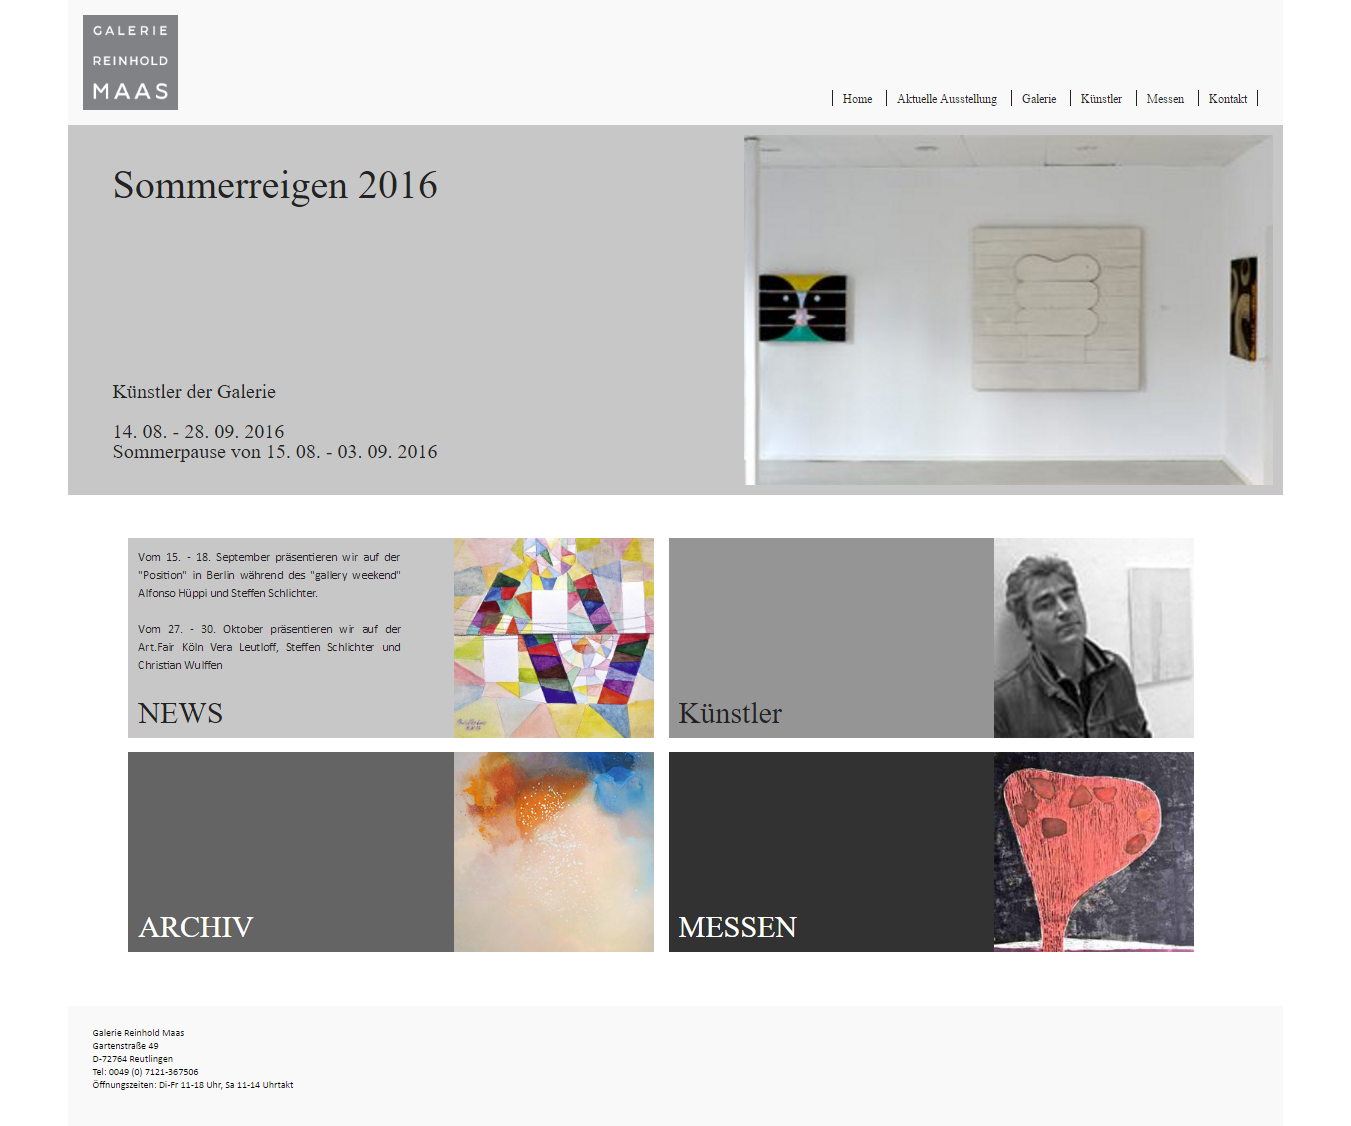 GALERIE
REINHOLD
MAAS
Home
Aktuelle Ausstellung
Galerie
Künstler
Messen
Kontakt
Sommerreigen 2016
Künstler der Galerie
14. 08. - 28. 09. 2016
Sommerpause von 15. 08. - 03. 09. 2016
Vom 15. - 18. September präsentieren wir auf der
"Position" in Berlin während des "gallery weekend"
Alfonso Hüppi und Steffen Schlichter.
Vom 27. - 30. Oktober präsentieren wir auf der
Art.Fair Köln Vera Leutloff, Steffen Schlichter und
Christian Wulffen
NEWS
Künstler
ARCHIV
MESSEN
Galerie Reinhold Maas
Gartenstraße 49
D-72764 Reutlingen
Tel: 0049 (0) 7121-367506
Öffnungszeiten: Di-Fr 11-18 Uhr, Sa 11-14 Uhrtakt